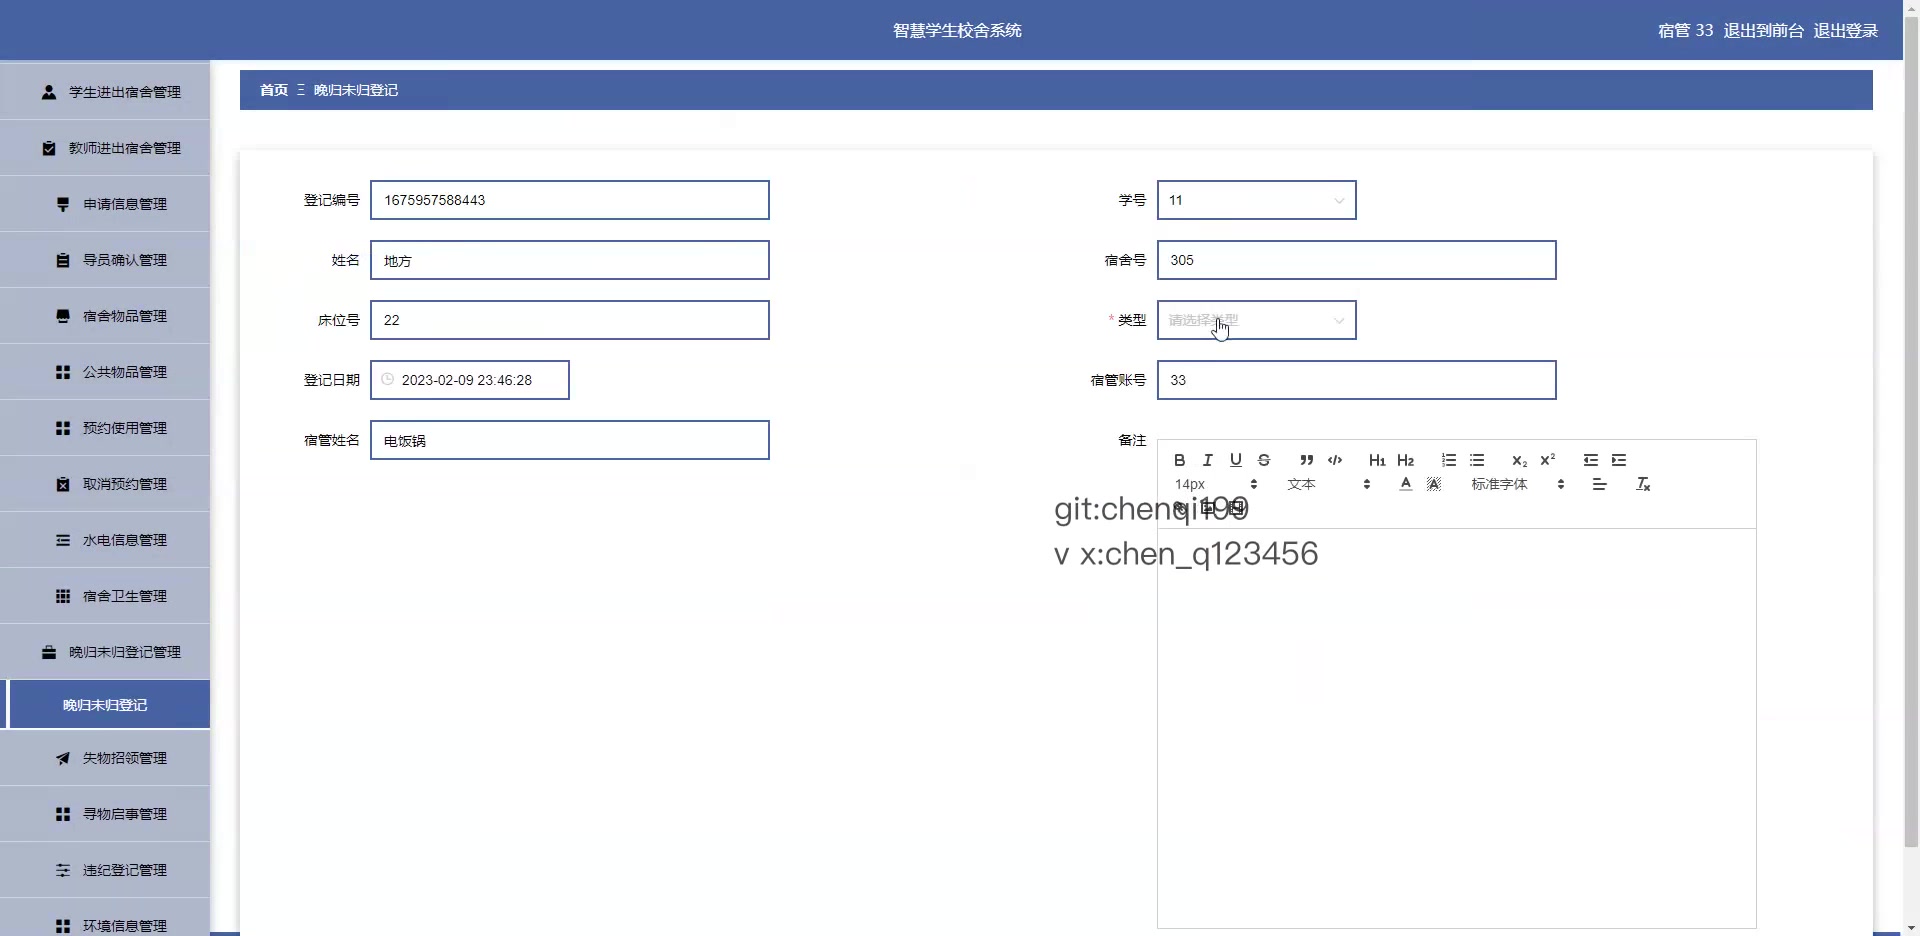 智慧学生校舍系统
宿管 33 退出到前台 退出登录
学生进出宿舍管理
教师进出宿舍管理
申请信息管理
导员确认管理
宿舍物品管理
公共物品管理
预约使用管理
取消预约管理
水电信息管理
宿舍卫生管理
晚归未归登记管理
晚归未归登记
失物招领管理
寻物启事管理
违纪登记管理
环境信息管理
首页 Ξ 晚归未归登记
登记编号 1675957588443
学号 11
姓名 地方
宿舍号 305
床位号 22
* 类型 请选择类型
登记日期 2023-02-09 23:46:28
宿管账号 33
宿管姓名 电饭锅
备注
B I U S ” </> H1 H2 x₂ x²
14px 文本 A A 标准字体 Tx
git:chenqi199
v x:chen_q123456